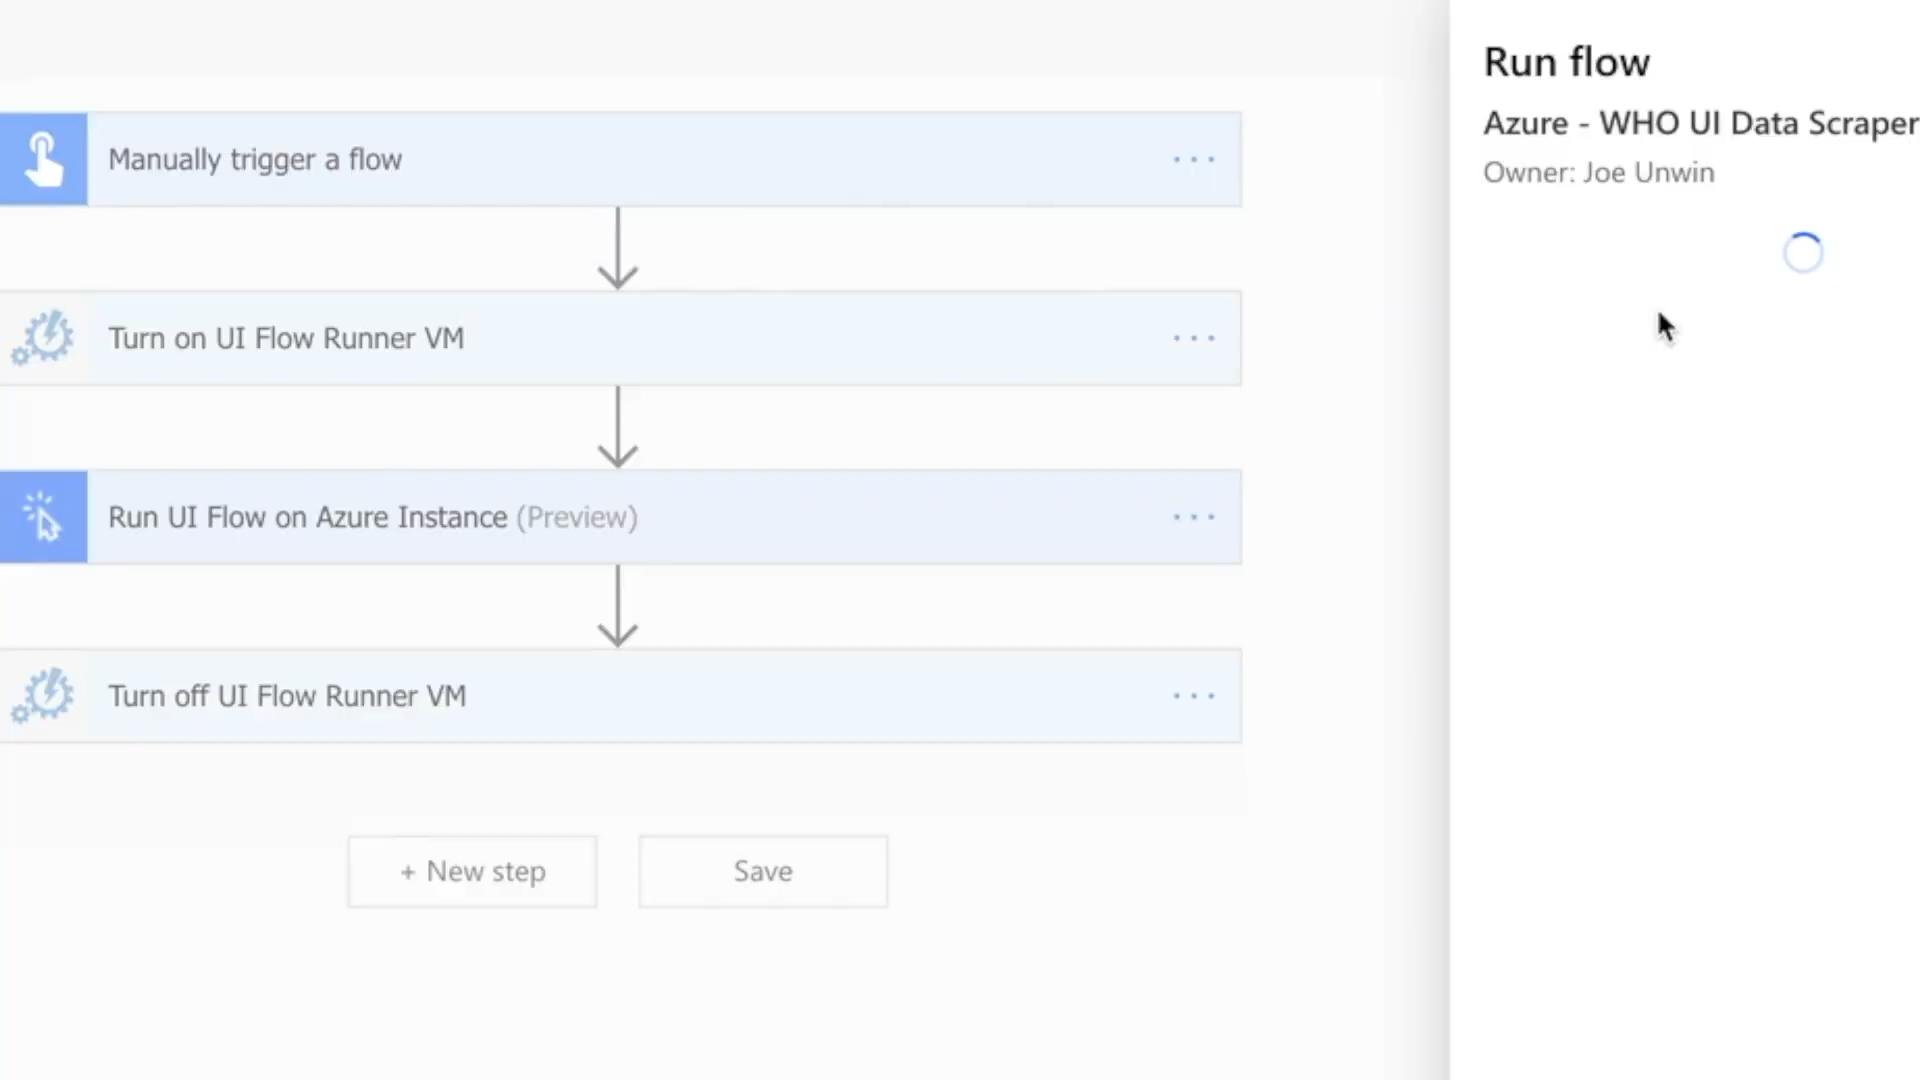 Manually trigger a flow
Turn on UI Flow Runner VM
Run UI Flow on Azure Instance (Preview)
Turn off UI Flow Runner VM
+ New step
Save
Run flow
Azure - WHO UI Data Scraper
Owner: Joe Unwin